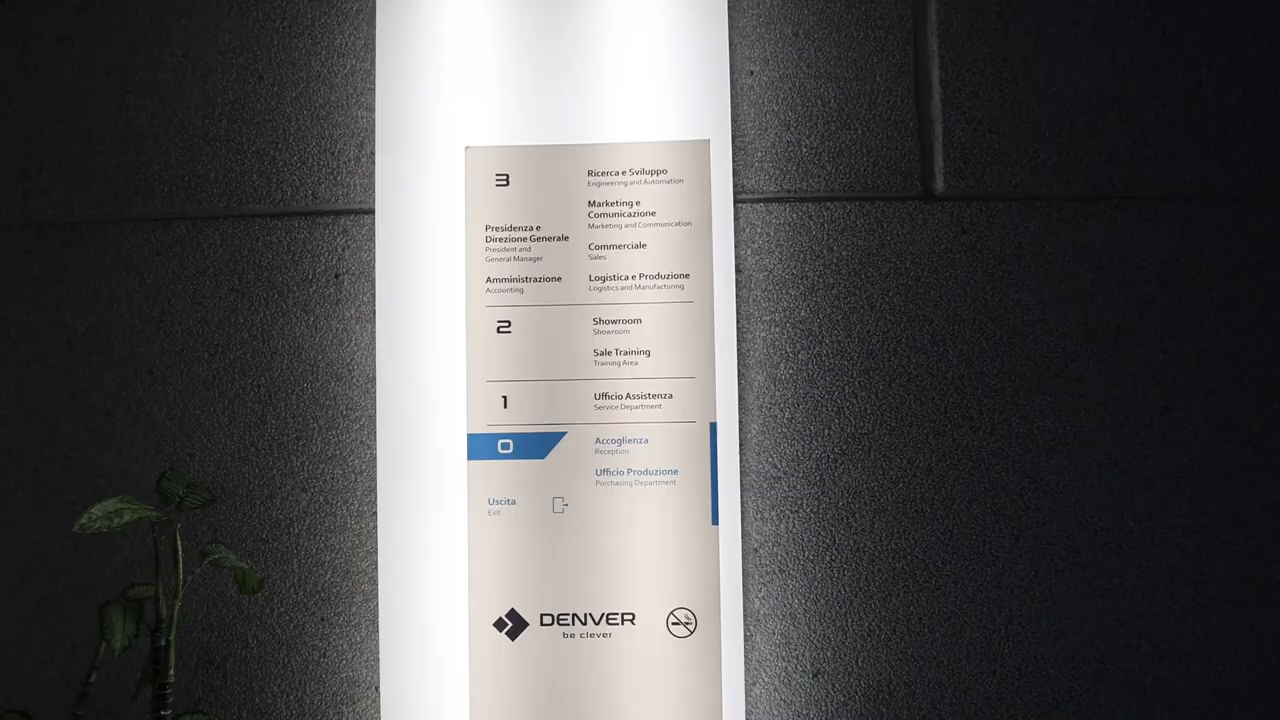 3
Presidenza e
Direzione Generale
President and
General Manager
Amministrazione
Accounting
Ricerca e Sviluppo
Engineering and Automation
Marketing e
Comunicazione
Marketing and Communication
Commerciale
Sales
Logistica e Produzione
Logistics and Manufacturing
2
Showroom
Showroom
Sale Training
Training Area
1
Ufficio Assistenza
Service Department
0
Accoglienza
Reception
Ufficio Produzione
Purchasing Department
Uscita
Exit
DENVER
be clever